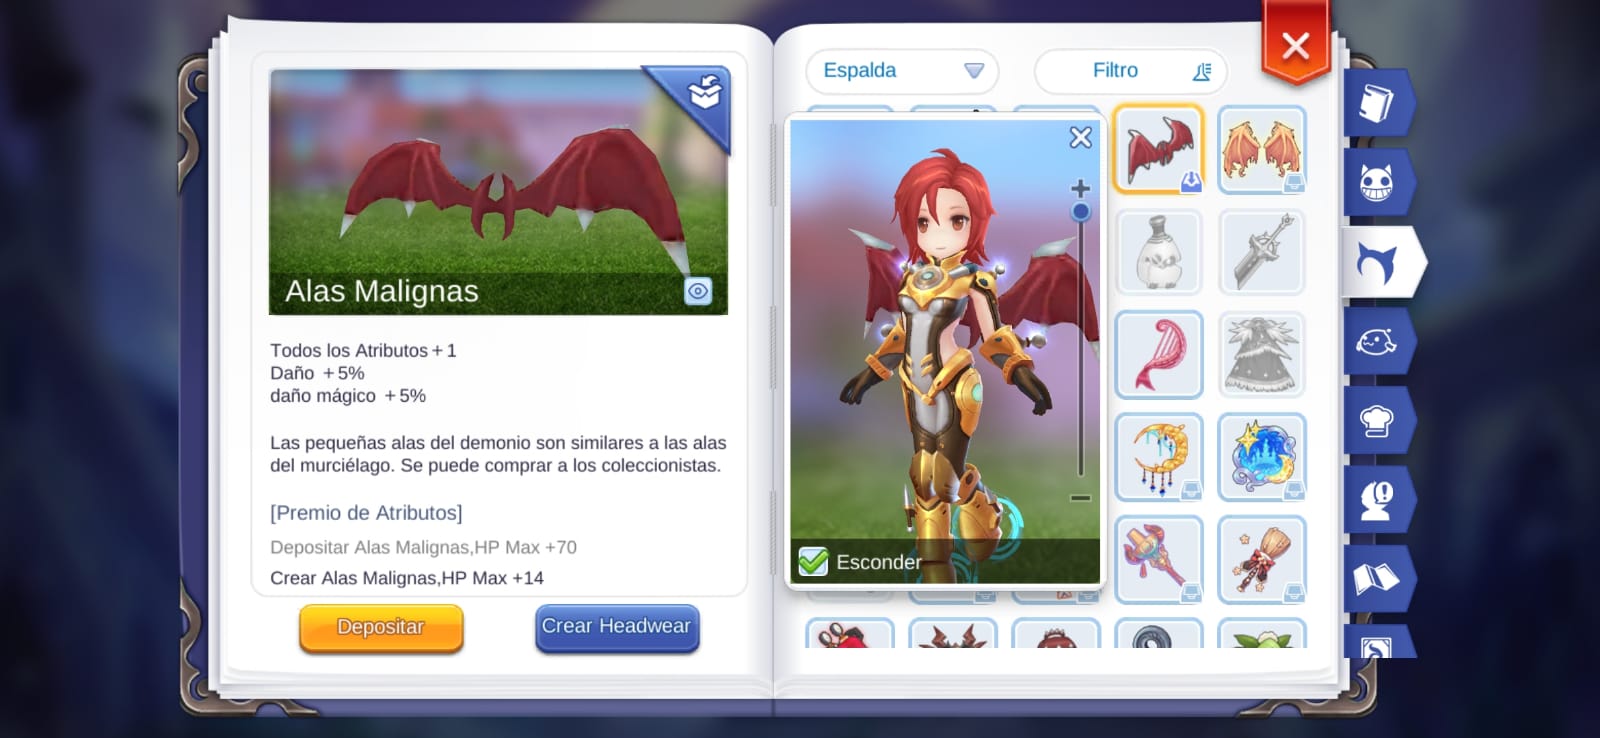 Alas Malignas
Todos los Atributos + 1
Daño + 5%
daño mágico + 5%
Las pequeñas alas del demonio son similares a las alas
del murciélago. Se puede comprar a los coleccionistas.
[Premio de Atributos]
Depositar Alas Malignas,HP Max +70
Crear Alas Malignas,HP Max +14
Depositar
Crear Headwear
Espalda
Filtro
Esconder